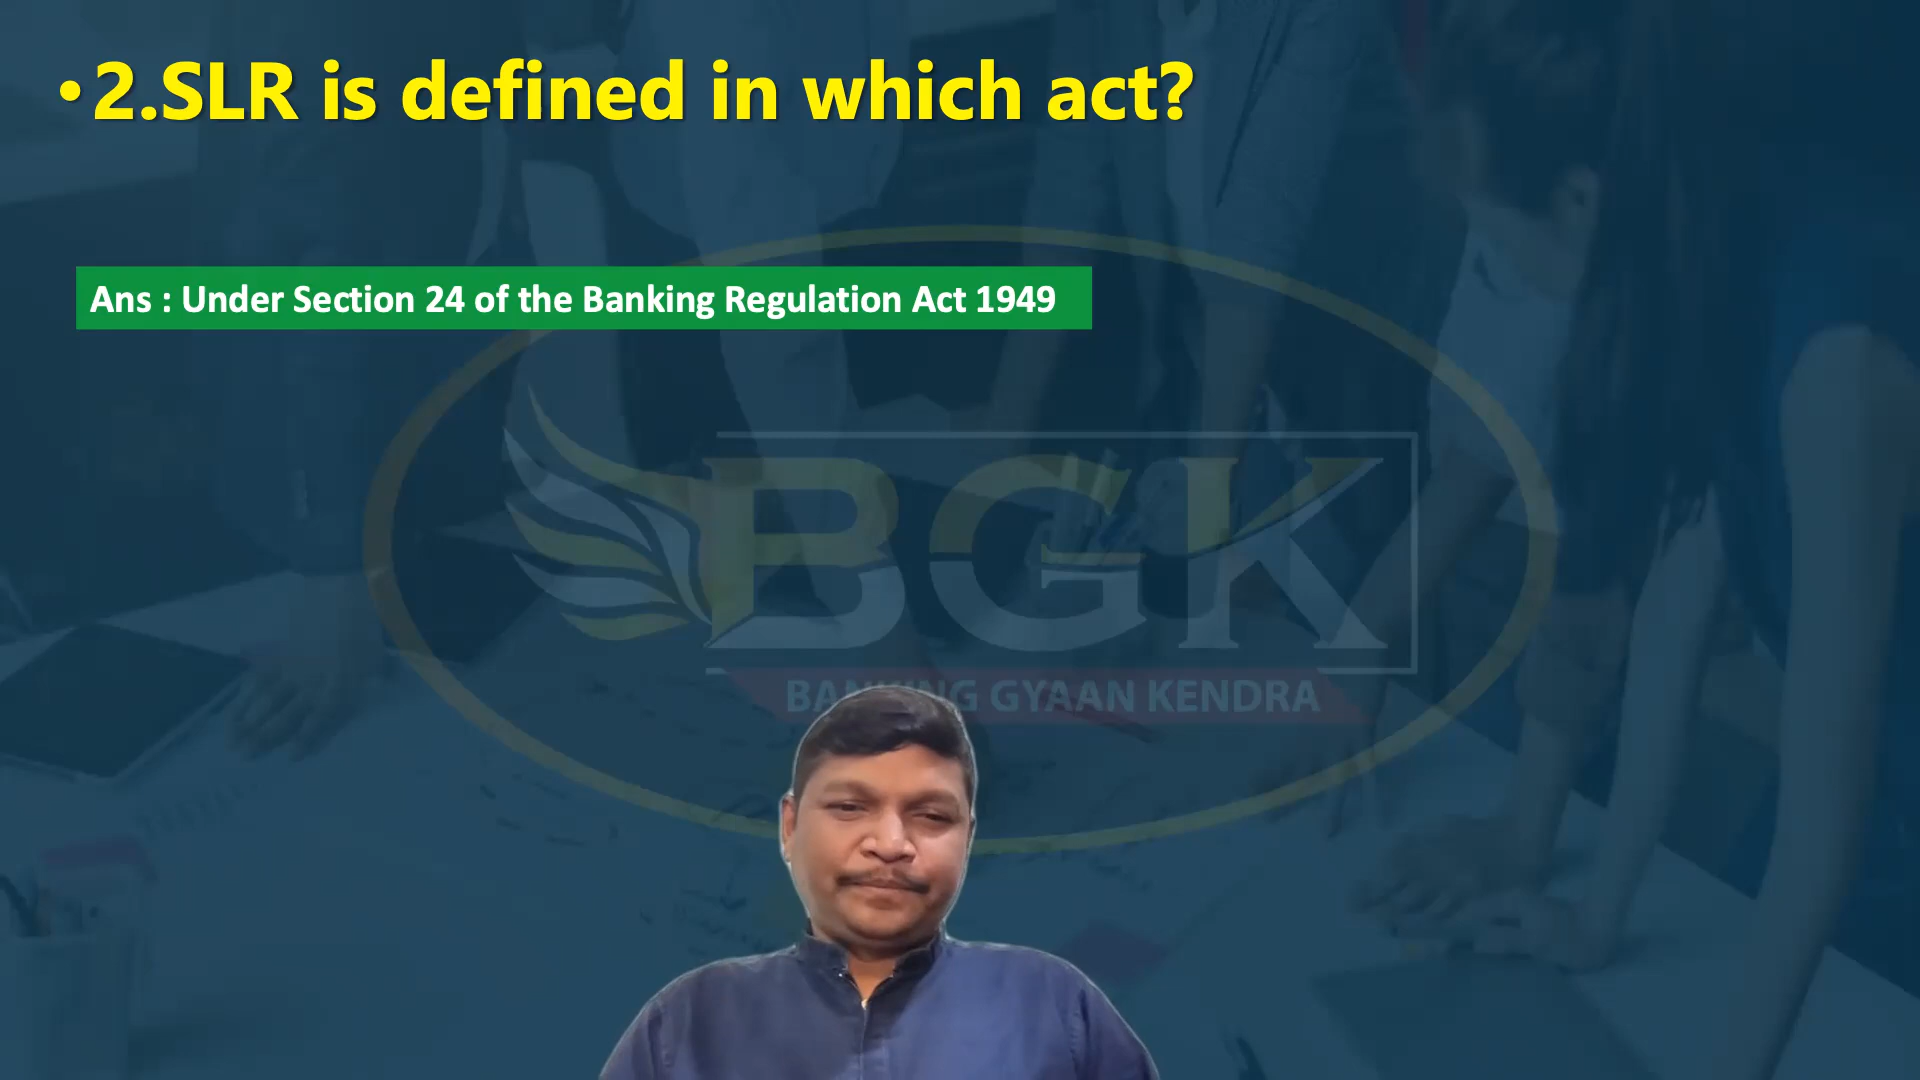 •2.SLR is defined in which act?
Ans : Under Section 24 of the Banking Regulation Act 1949
BGK
BANKING GYAAN KENDRA